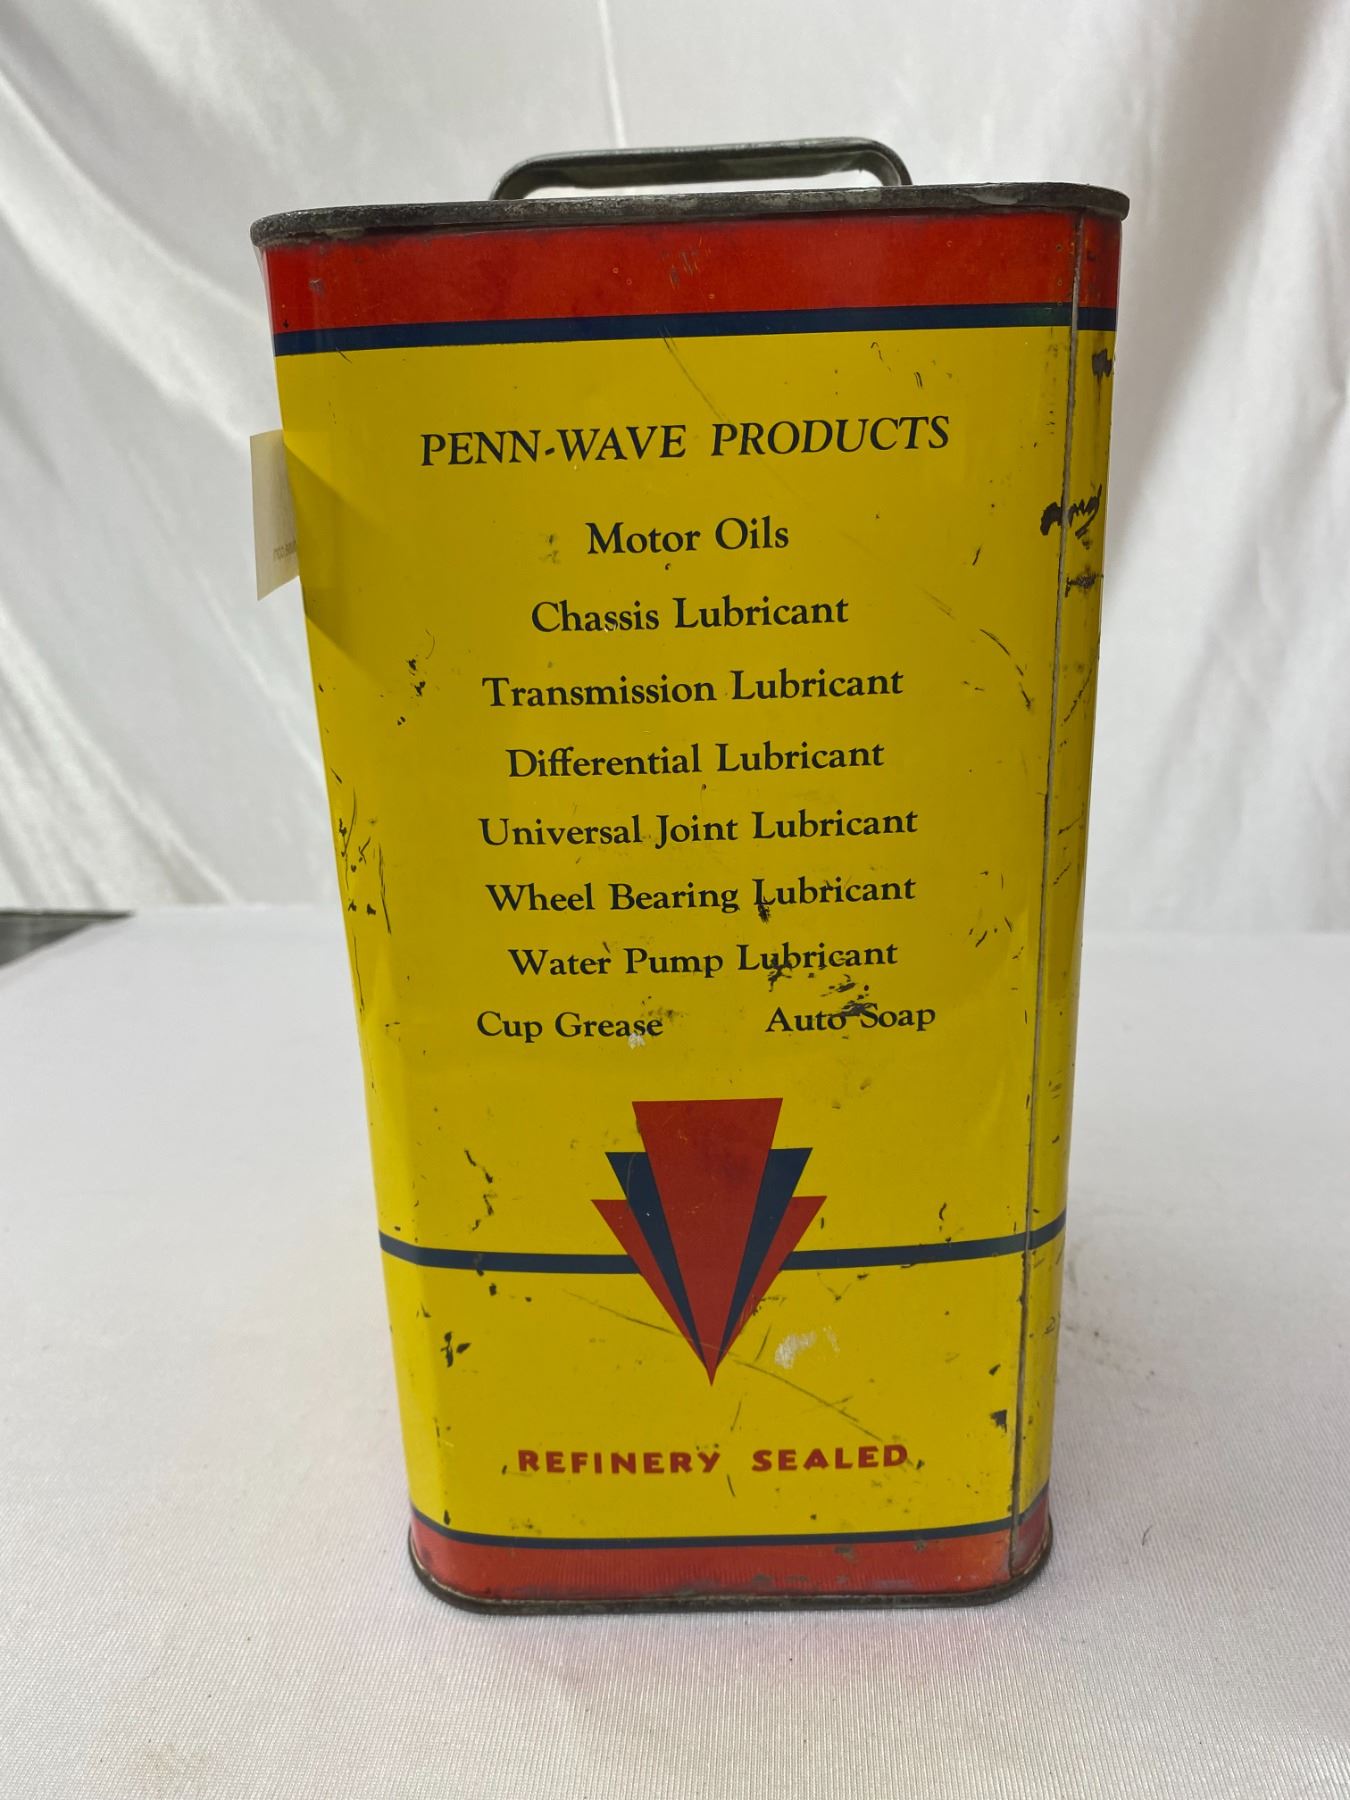 PENN-WAVE PRODUCTS
Motor Oils
Chassis Lubricant
Transmission Lubricant
Differential Lubricant
Universal Joint Lubricant
Wheel Bearing Lubricant
Water Pump Lubricant
Cup Grease Auto Soap
REFINERY SEALED